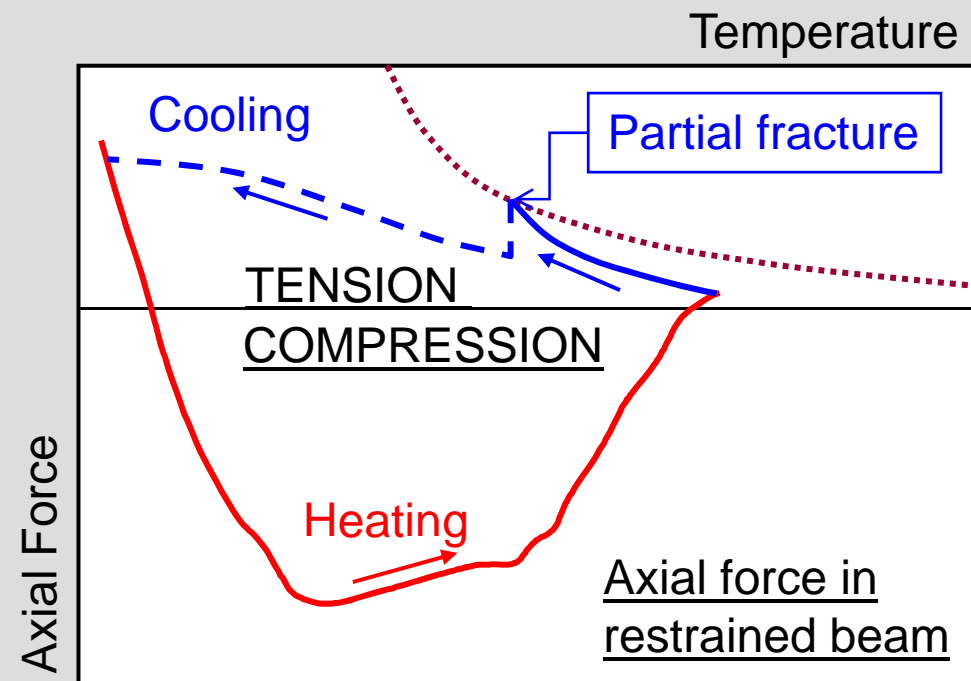 Temperature
Cooling
Partial fracture
TENSION
COMPRESSION
Heating
Axial Force
Axial force in
restrained beam